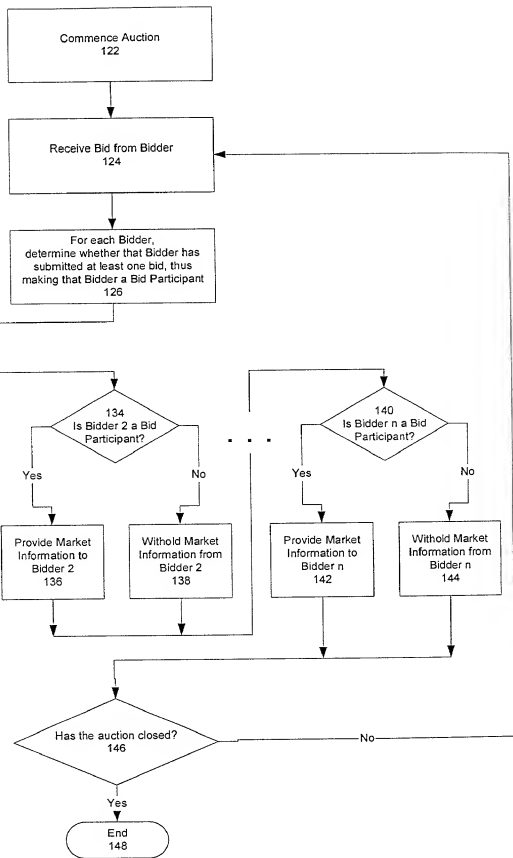 Commence Auction
122
Receive Bid from Bidder
124
For each Bidder,
determine whether that Bidder has
submitted at least one bid, thus
making that Bidder a Bid Participant
126
134
Is Bidder 2 a Bid
Participant?
. . .
140
Is Bidder n a Bid
Participant?
Yes
No
Yes
No
Provide Market
Information to
Bidder 2
136
Withold Market
Information from
Bidder 2
138
Provide Market
Information to
Bidder n
142
Withold Market
Information from
Bidder n
144
Has the auction closed?
146
No
Yes
End
148